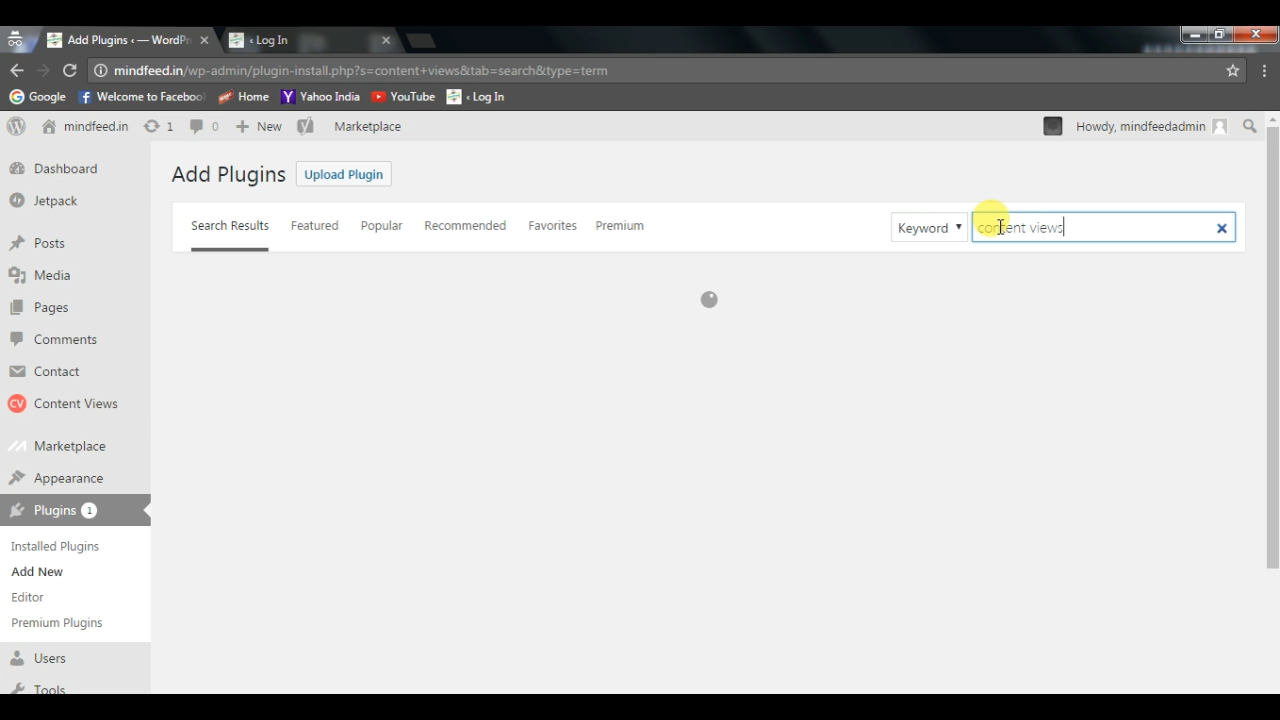 Add Plugins ‹ — WordPr
‹ Log In
mindfeed.in/wp-admin/plugin-install.php?s=content+views&tab=search&type=term
Google
Welcome to Faceboo
Home
Yahoo India
YouTube
‹ Log In
mindfeed.in
1
0
New
Marketplace
Howdy, mindfeedadmin
Dashboard
Jetpack
Posts
Media
Pages
Comments
Contact
CV Content Views
Marketplace
Appearance
Plugins 1
Installed Plugins
Add New
Editor
Premium Plugins
Users
Tools
Add Plugins
Upload Plugin
Search Results
Featured
Popular
Recommended
Favorites
Premium
Keyword
content views